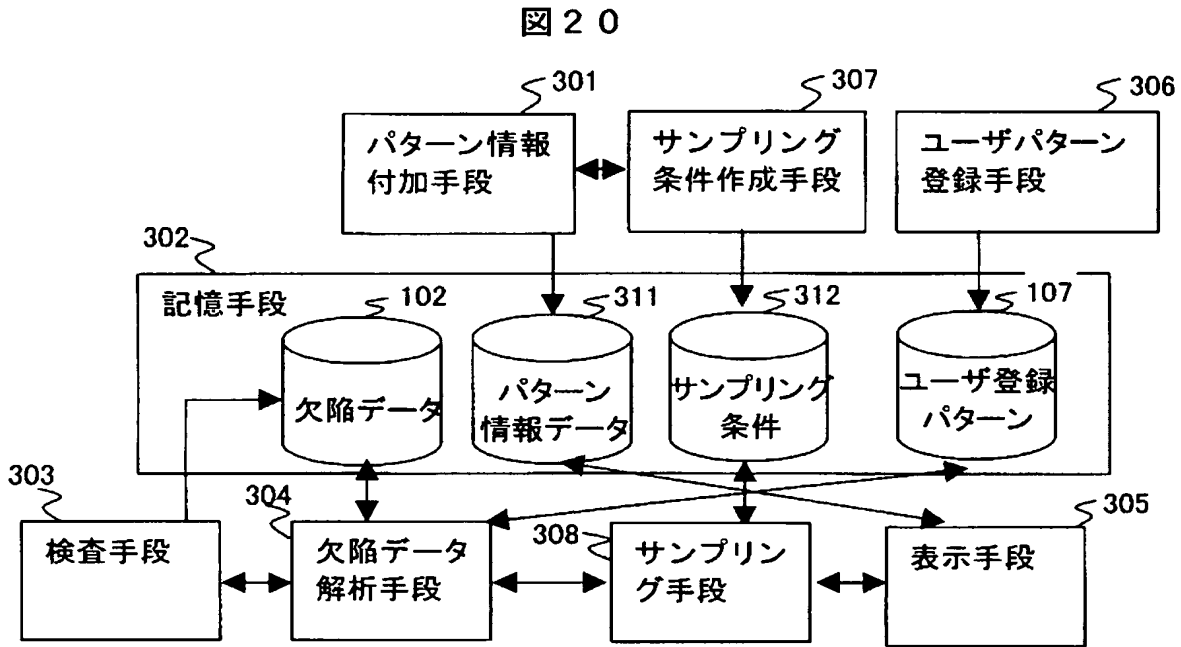 図20
301
パターン情報
付加手段
307
サンプリング
条件作成手段
306
ユーザパターン
登録手段
302
記憶手段
102
欠陥データ
311
パターン
情報データ
312
サンプリング
条件
107
ユーザ登録
パターン
303
検査手段
304
欠陥データ
解析手段
308
サンプリン
グ手段
305
表示手段